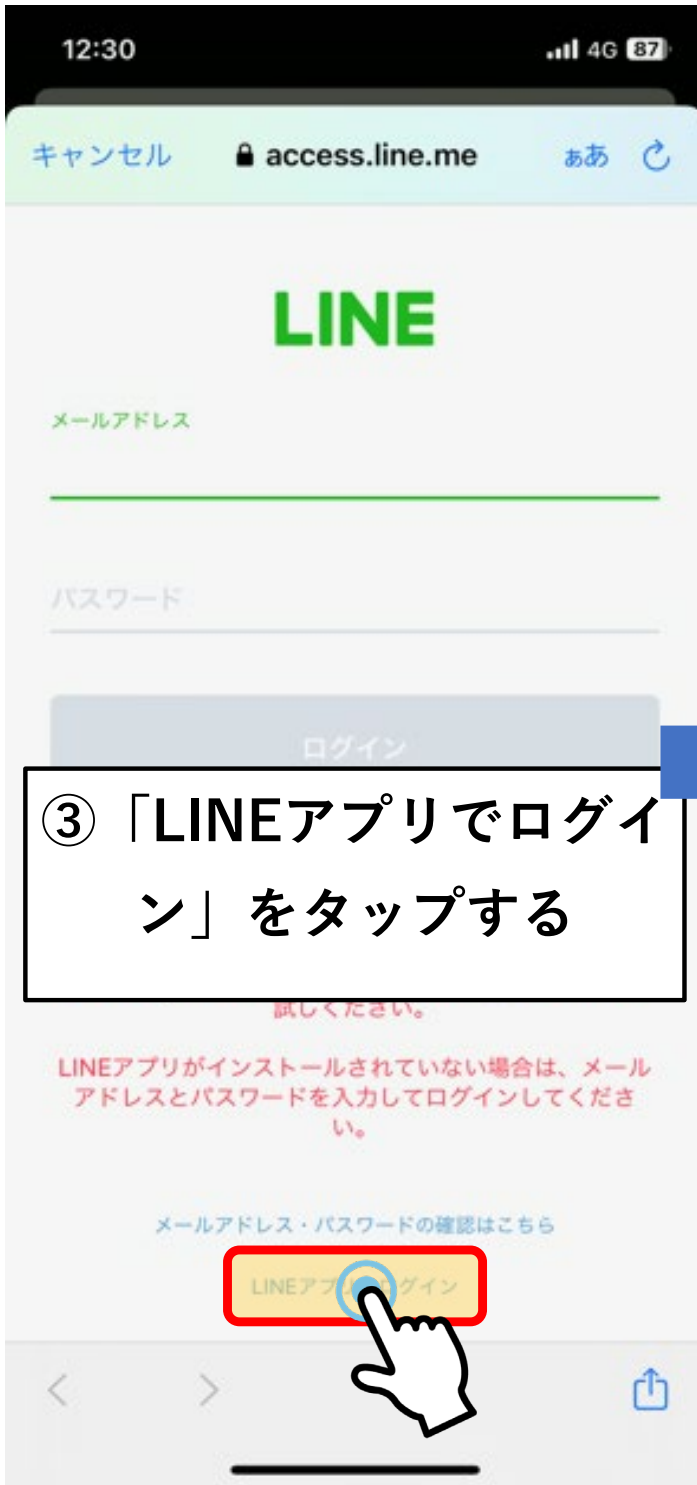 12:30 4G 87
キャンセル access.line.me ぁあ
LINE
メールアドレス
パスワード
ログイン
③「LINEアプリでログイ
ン」をタップする
試しください。
LINEアプリがインストールされていない場合は、メール
アドレスとパスワードを入力してログインしてくださ
い。
メールアドレス・パスワードの確認はこちら
LINEアプリ グイン